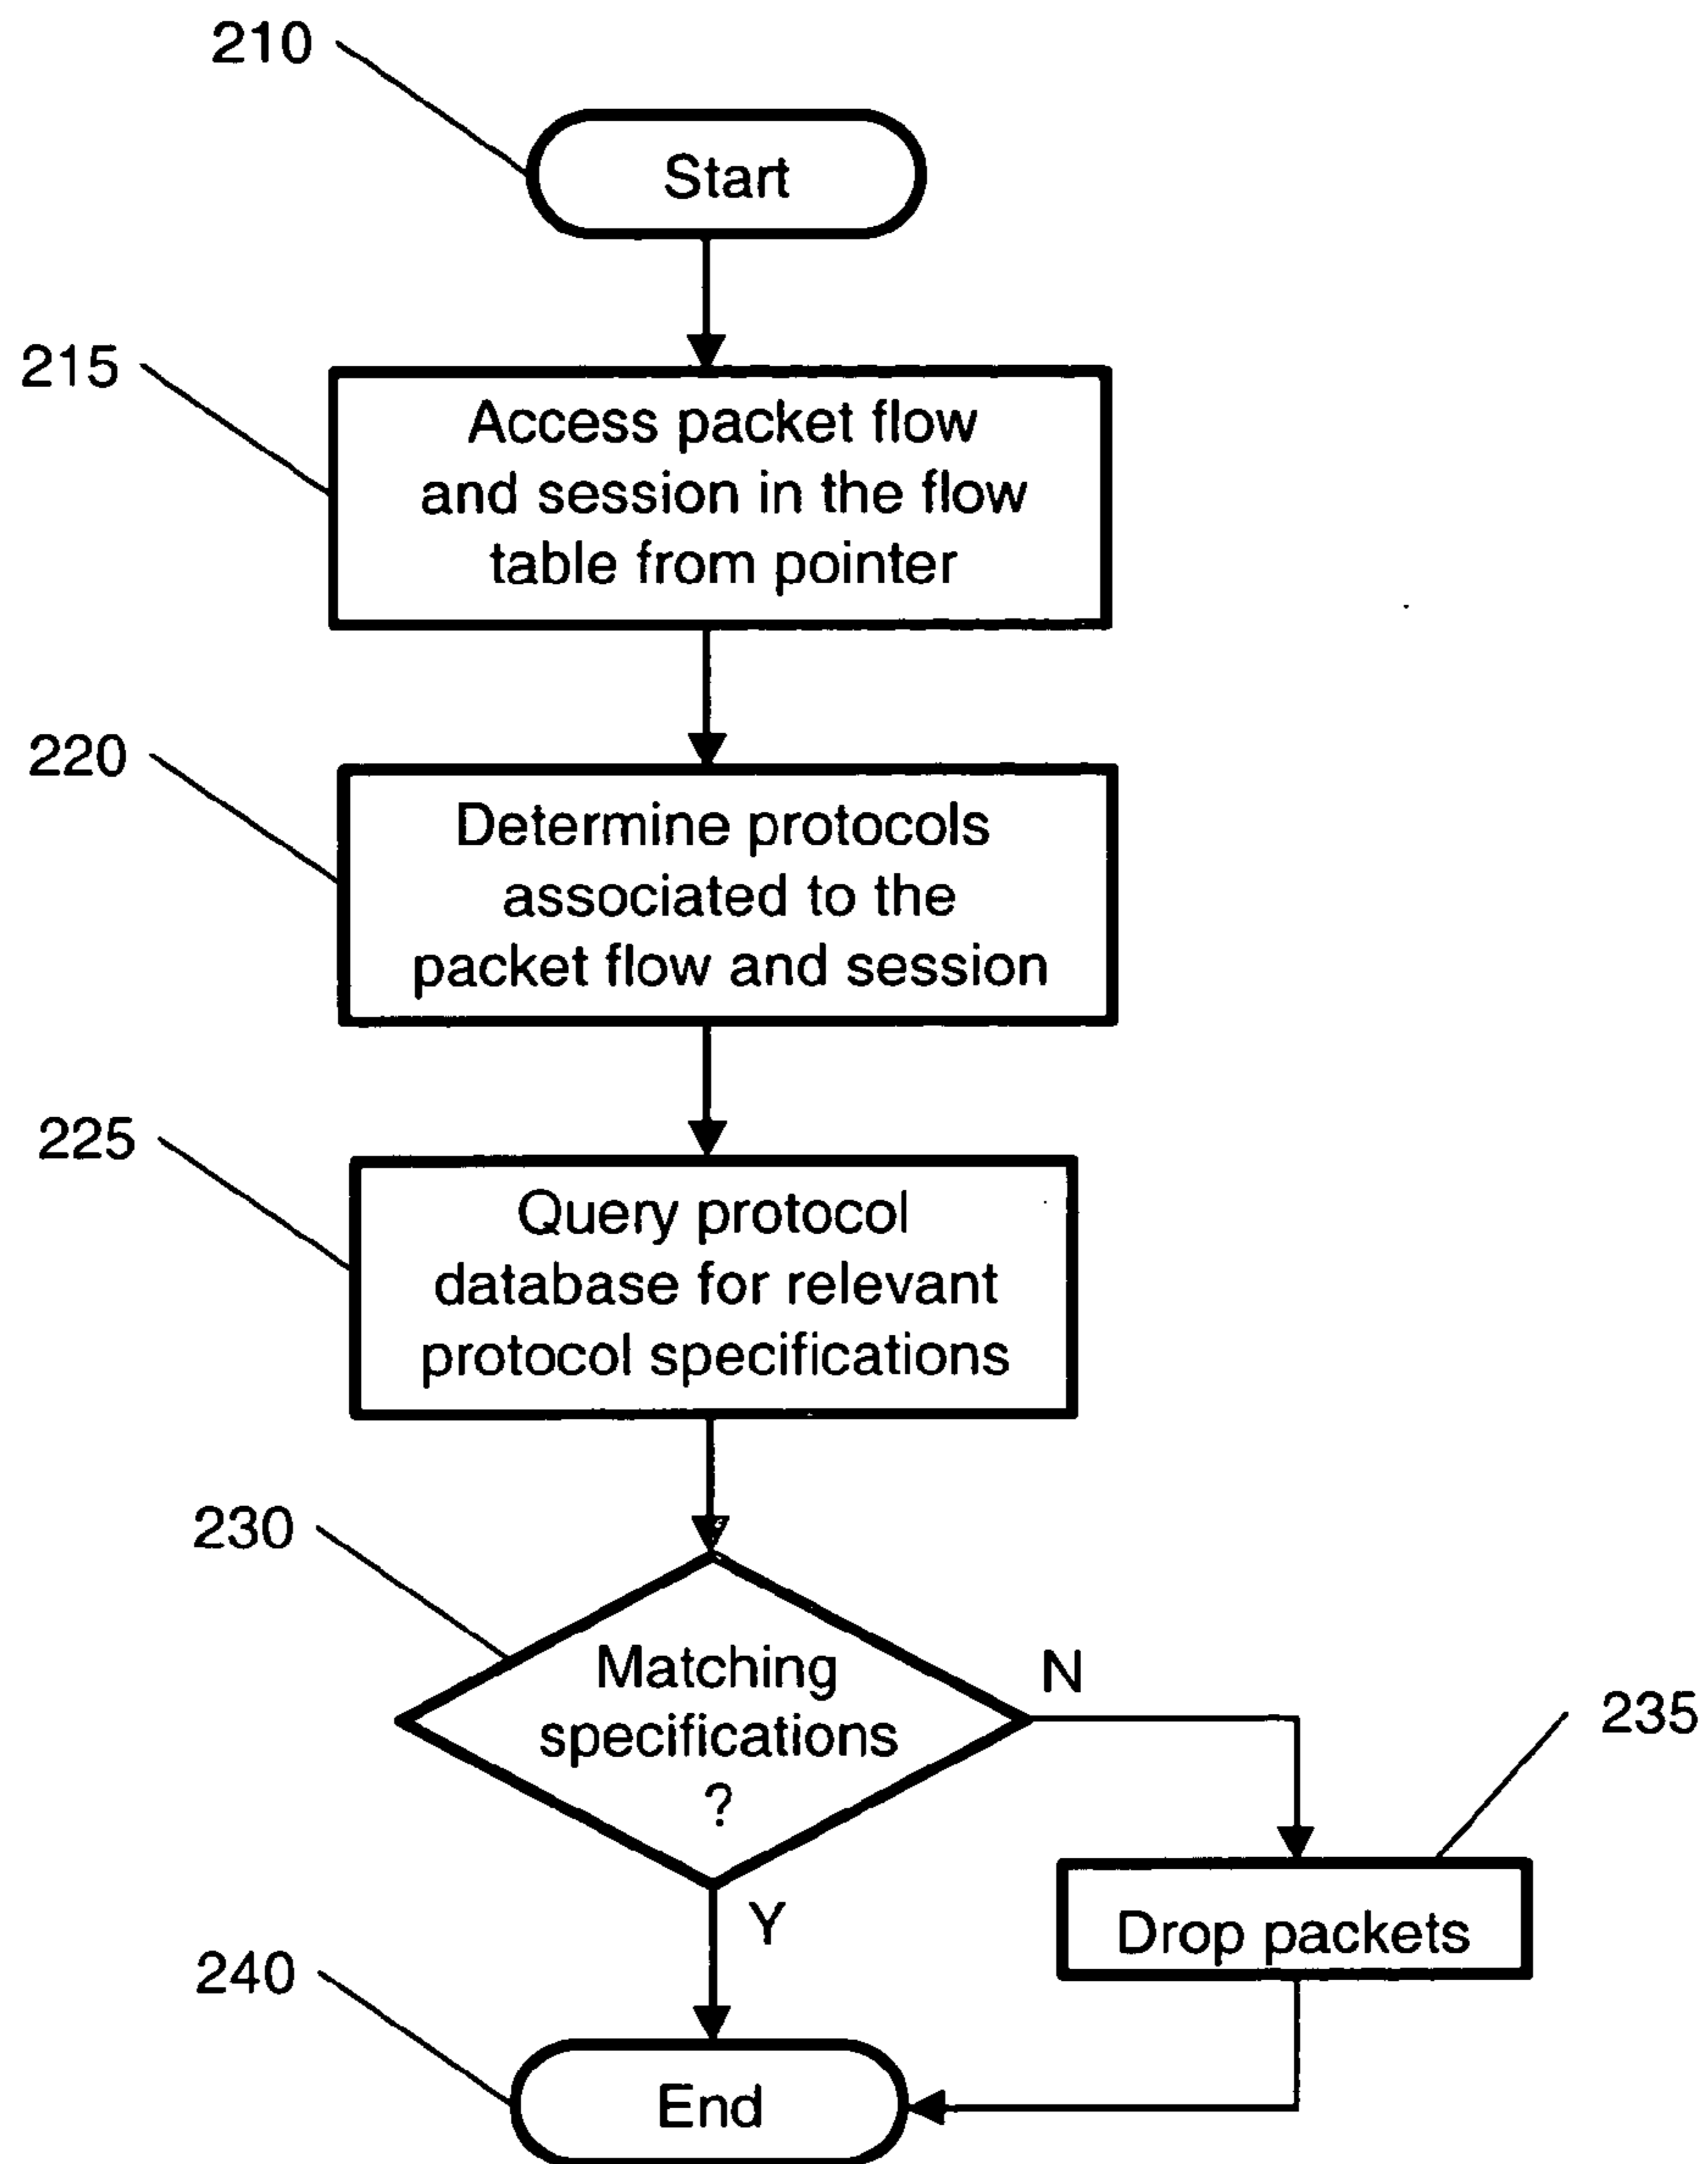 210
Start
215
Access packet flow
and session in the flow
table from pointer
220
Determine protocols
associated to the
packet flow and session
225
Query protocol
database for relevant
protocol specifications
230
Matching
specifications
?
N
235
Drop packets
Y
240
End